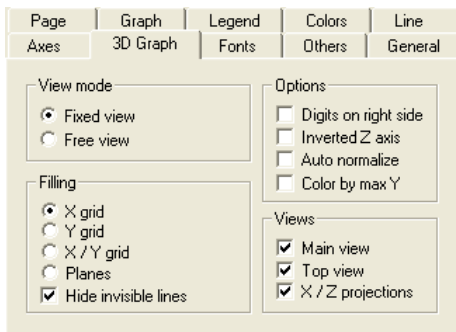 Page Graph Legend Colors Line
Axes 3D Graph Fonts Others General
View mode
Fixed view
Free view
Filling
X grid
Y grid
X / Y grid
Planes
Hide invisible lines
Options
Digits on right side
Inverted Z axis
Auto normalize
Color by max Y
Views
Main view
Top view
X / Z projections